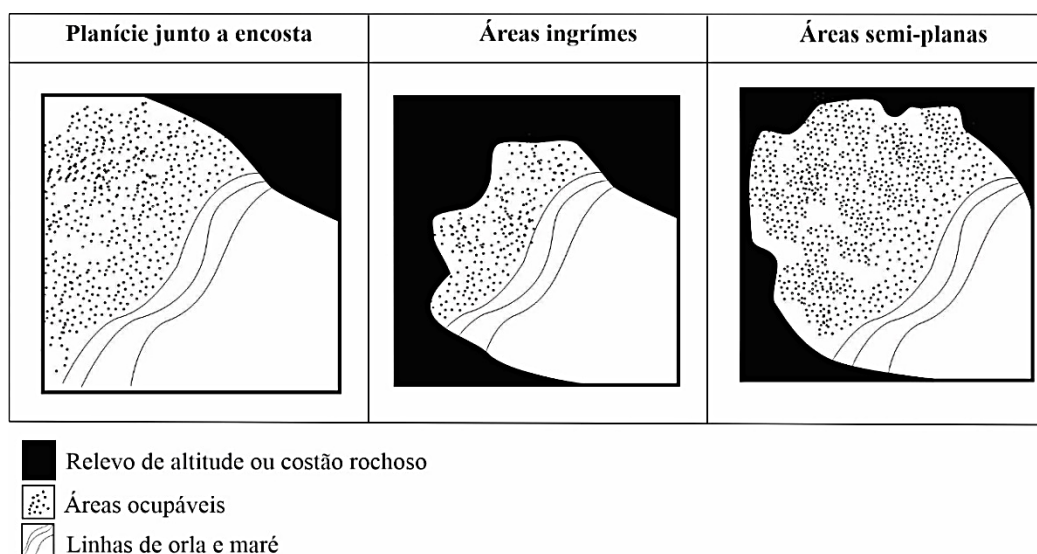 Planície junto a encosta
Áreas ingrímes
Áreas semi-planas
Relevo de altitude ou costão rochoso
Áreas ocupáveis
Linhas de orla e maré